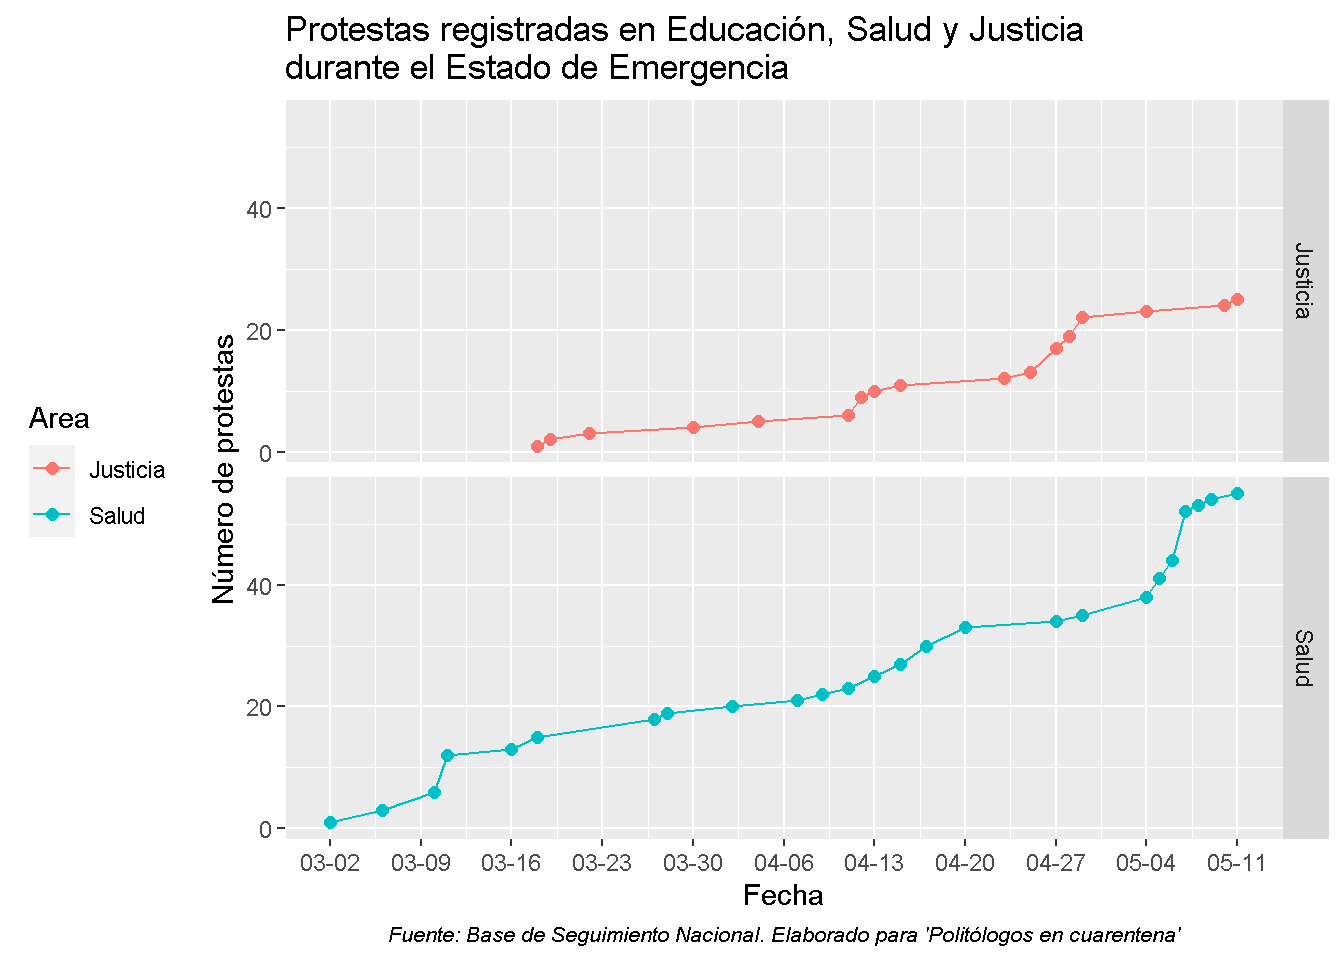 Protestas registradas en Educación, Salud y Justicia
durante el Estado de Emergencia
Area
Justicia
Salud
Número de protestas
40
20
0
Justicia
40
20
0
Salud
03-02 03-09 03-16 03-23 03-30 04-06 04-13 04-20 04-27 05-04 05-11
Fecha
Fuente: Base de Seguimiento Nacional. Elaborado para 'Politólogos en cuarentena'